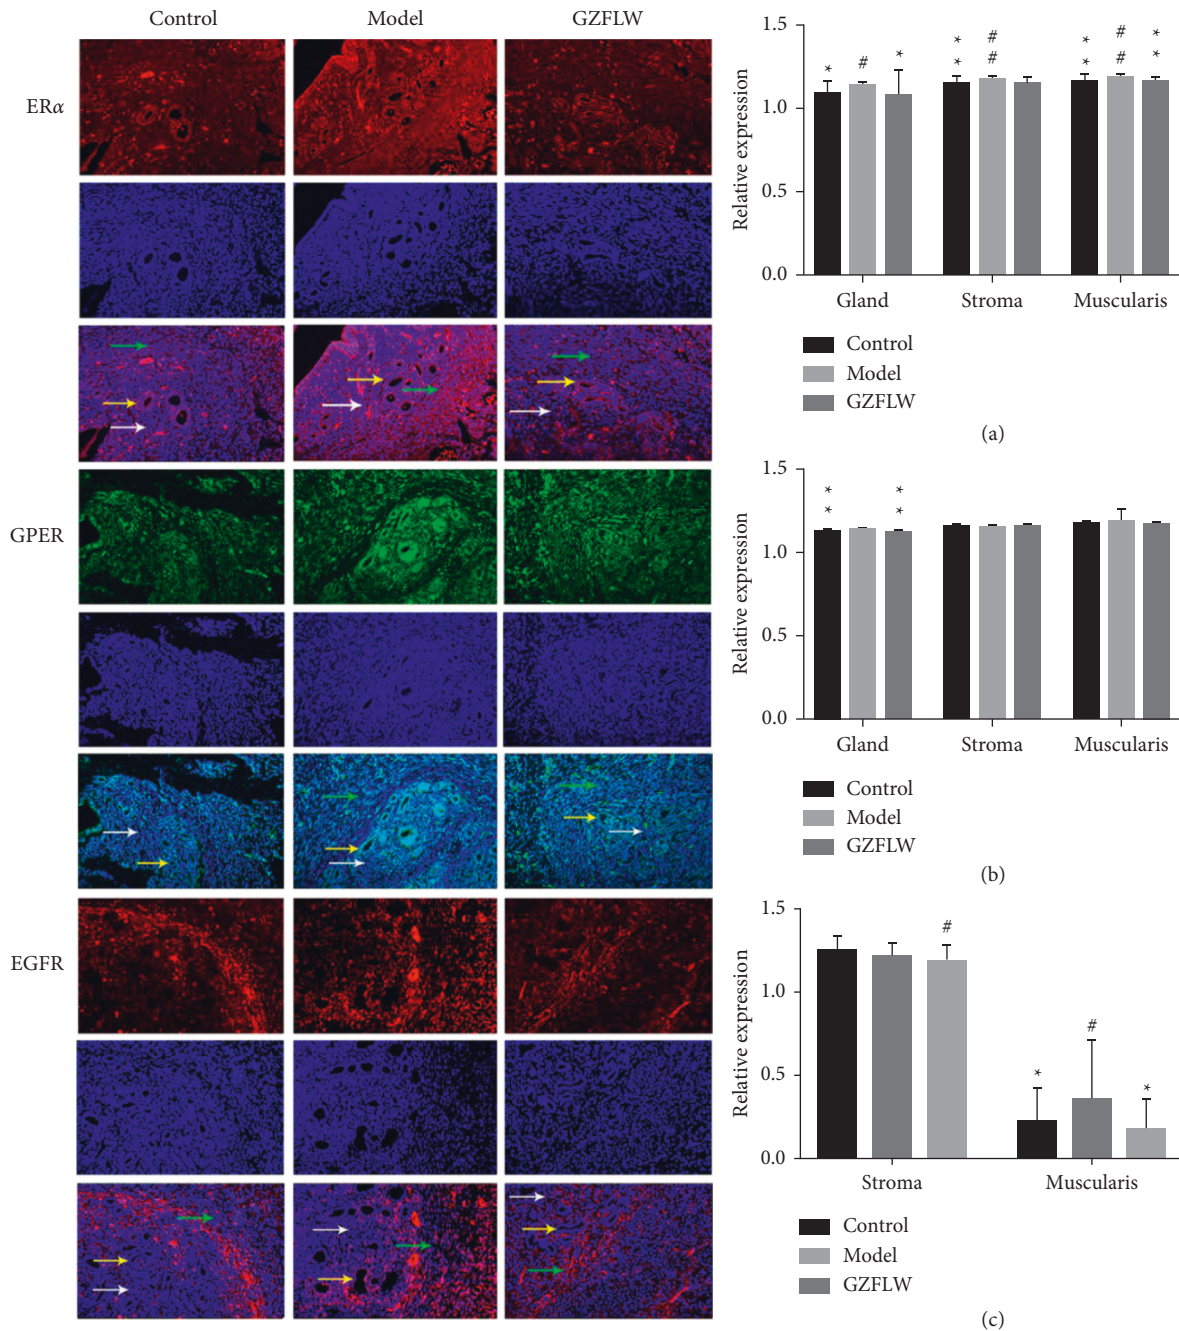 Control Model GZFLW
ERα
GPER
EGFR
1.5
* # * * * # # * * # # * *
1.0
0.5
0.0
Relative expression
Gland Stroma Muscularis
Control
Model
GZFLW
(a)
1.5
* * * *
1.0
0.5
0.0
Relative expression
Gland Stroma Muscularis
Control
Model
GZFLW
(b)
1.5
#
1.0
#
* *
0.5
0.0
Relative expression
Stroma Muscularis
Control
Model
GZFLW
(c)